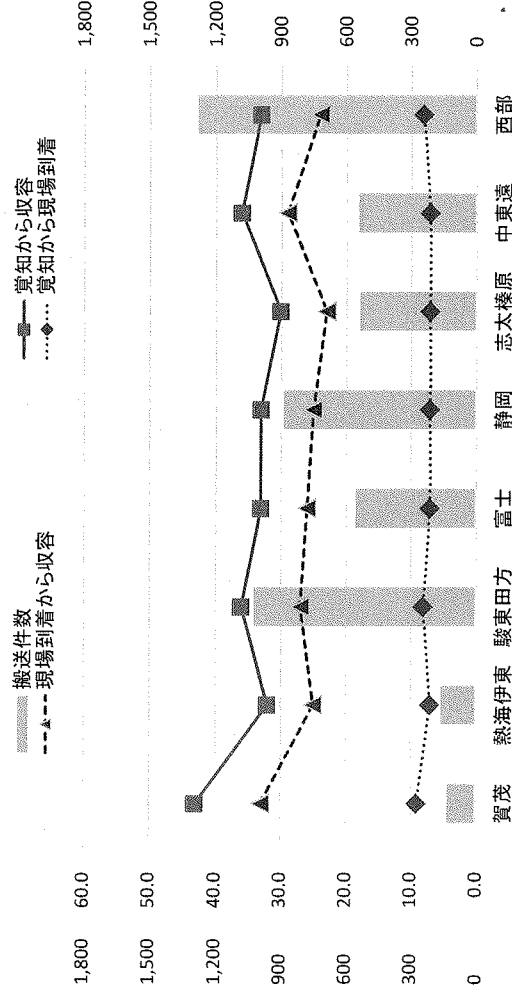 搬送件数
覚知から収容
現場到着から収容
覚知から現場到着
1,800 60.0 1,800
1,500 50.0 1,500
1,200 40.0 1,200
900 30.0 900
600 20.0 600
300 10.0 300
0 0.0 0
賀茂 熱海伊東 駿東田方 富士 静岡 志太榛原 中東遠 西部